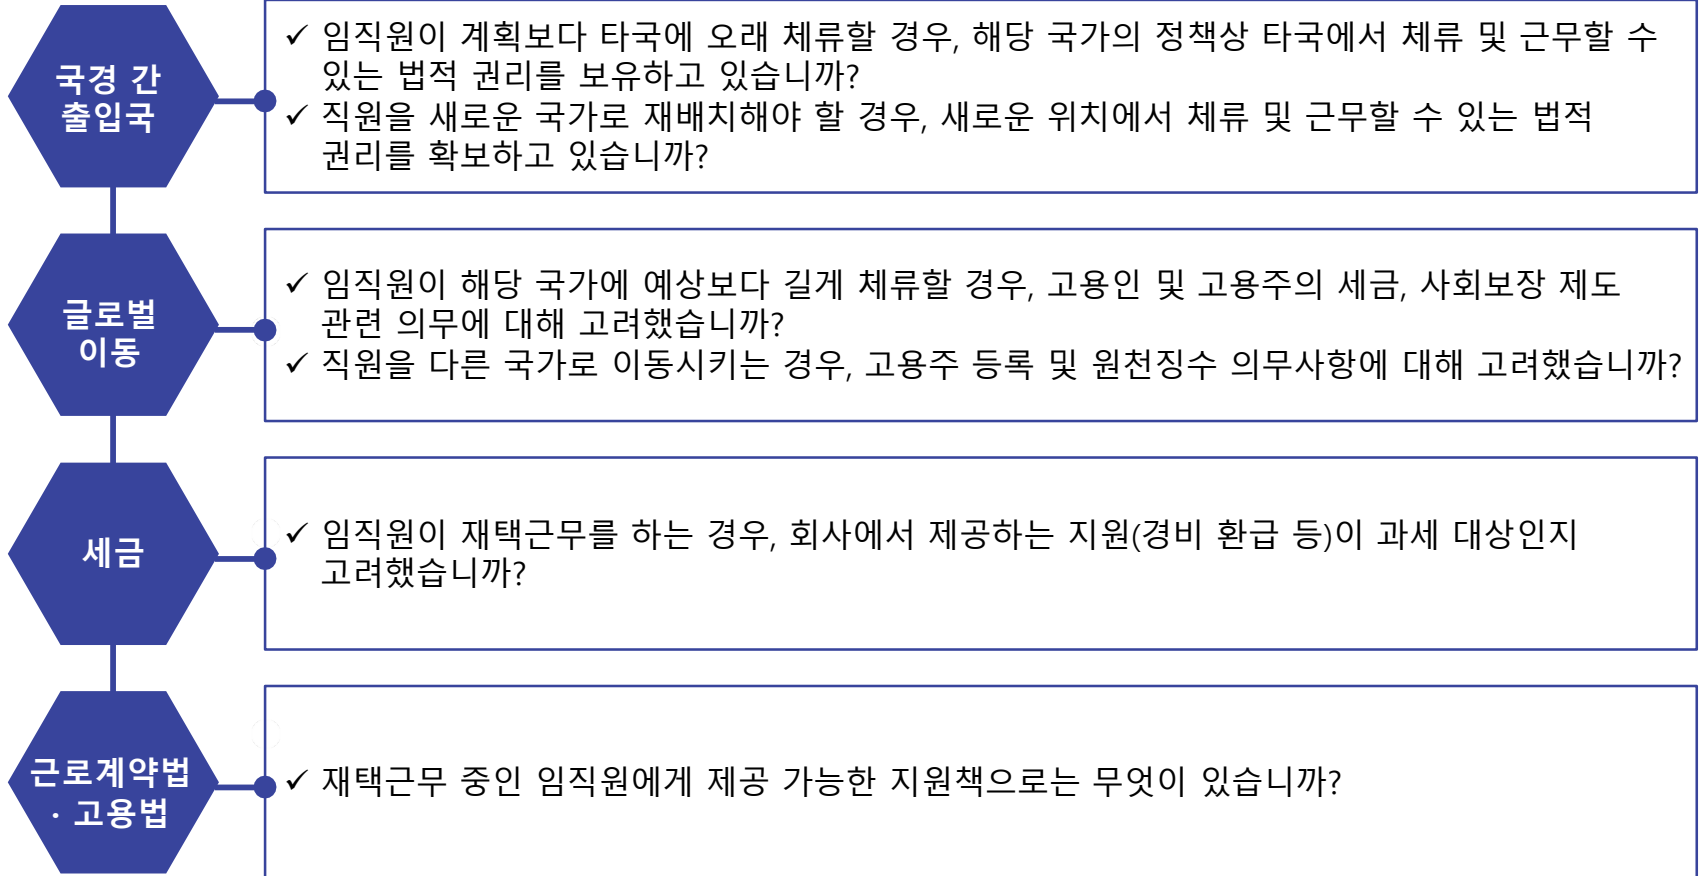 국경 간
출입국
✓ 임직원이 계획보다 타국에 오래 체류할 경우, 해당 국가의 정책상 타국에서 체류 및 근무할 수
있는 법적 권리를 보유하고 있습니까?
✓ 직원을 새로운 국가로 재배치해야 할 경우, 새로운 위치에서 체류 및 근무할 수 있는 법적
권리를 확보하고 있습니까?
글로벌
이동
✓ 임직원이 해당 국가에 예상보다 길게 체류할 경우, 고용인 및 고용주의 세금, 사회보장 제도
관련 의무에 대해 고려했습니까?
✓ 직원을 다른 국가로 이동시키는 경우, 고용주 등록 및 원천징수 의무사항에 대해 고려했습니까?
세금
✓ 임직원이 재택근무를 하는 경우, 회사에서 제공하는 지원(경비 환급 등)이 과세 대상인지
고려했습니까?
근로계약법
· 고용법
✓ 재택근무 중인 임직원에게 제공 가능한 지원책으로는 무엇이 있습니까?